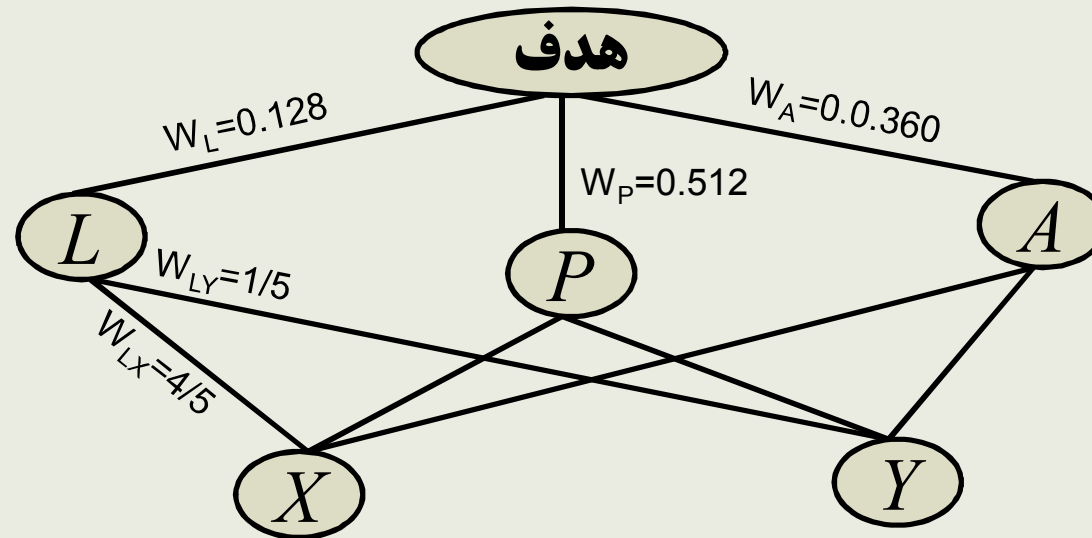 هدف
W_L=0.128
W_A=0.0.360
W_P=0.512
L
P
A
W_LY=1/5
W_LX=4/5
X
Y